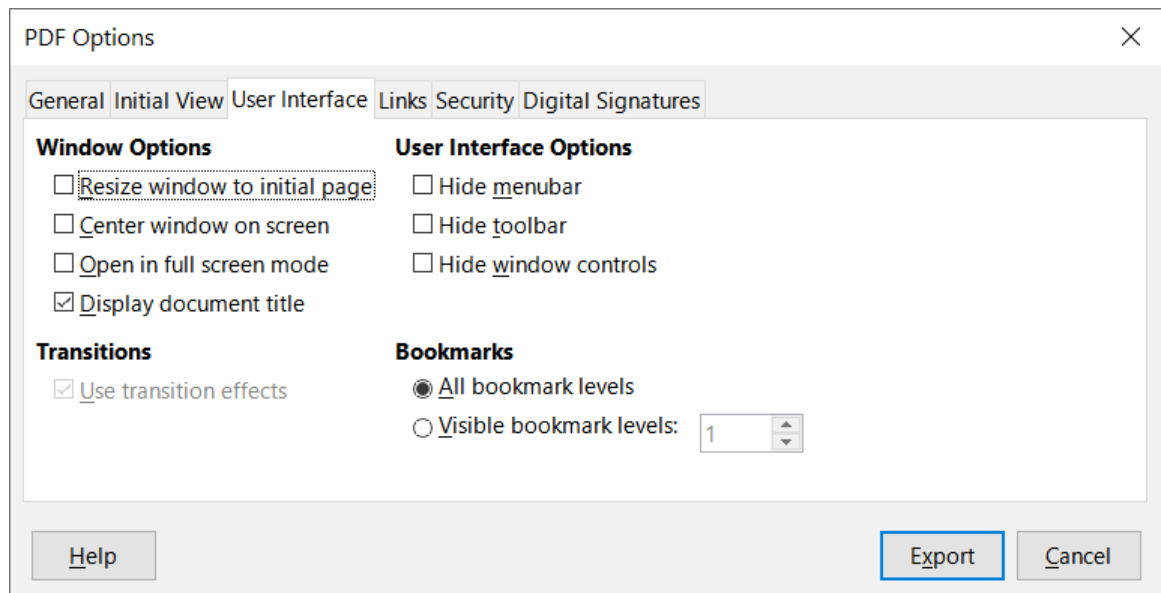 PDF Options
General Initial View User Interface Links Security Digital Signatures
Window Options
Resize window to initial page
Center window on screen
Open in full screen mode
Display document title
User Interface Options
Hide menubar
Hide toolbar
Hide window controls
Transitions
Use transition effects
Bookmarks
All bookmark levels
Visible bookmark levels: 1
Help Export Cancel